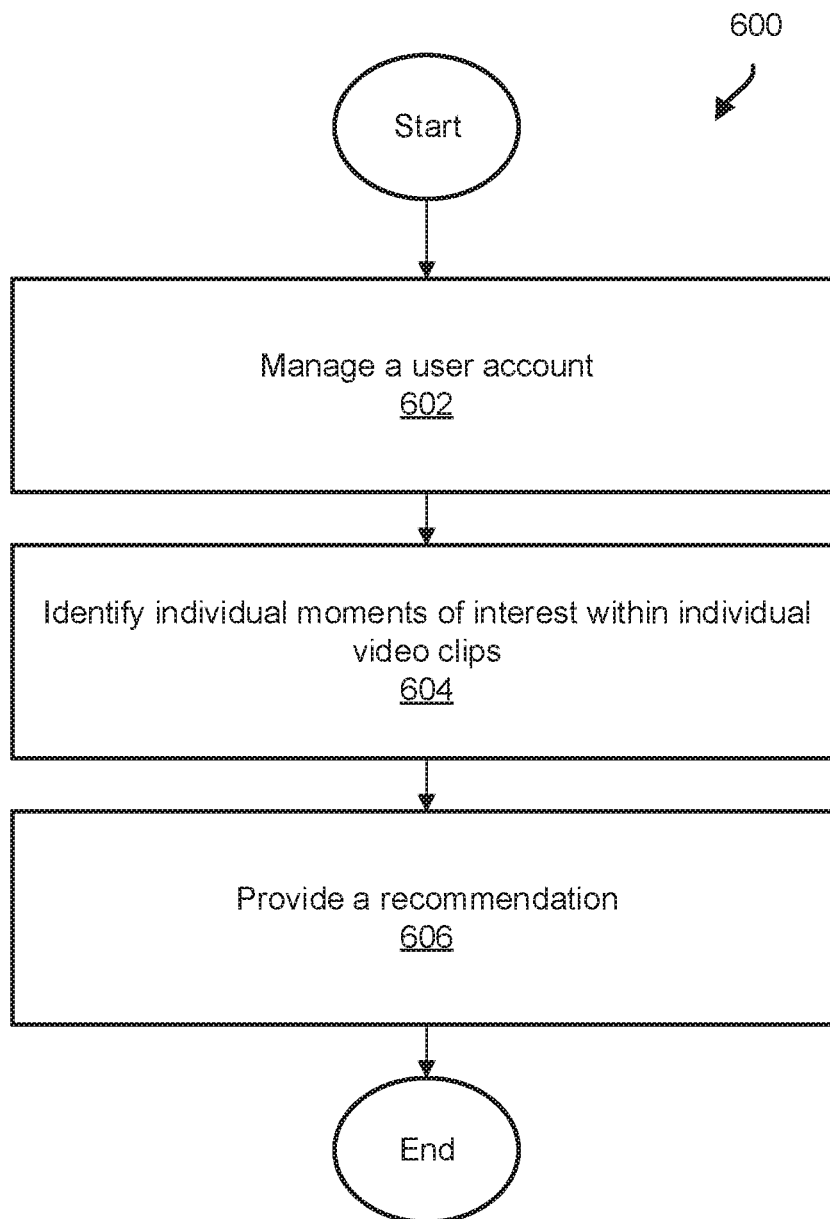 600
Start
Manage a user account
602
Identify individual moments of interest within individual
video clips
604
Provide a recommendation
606
End